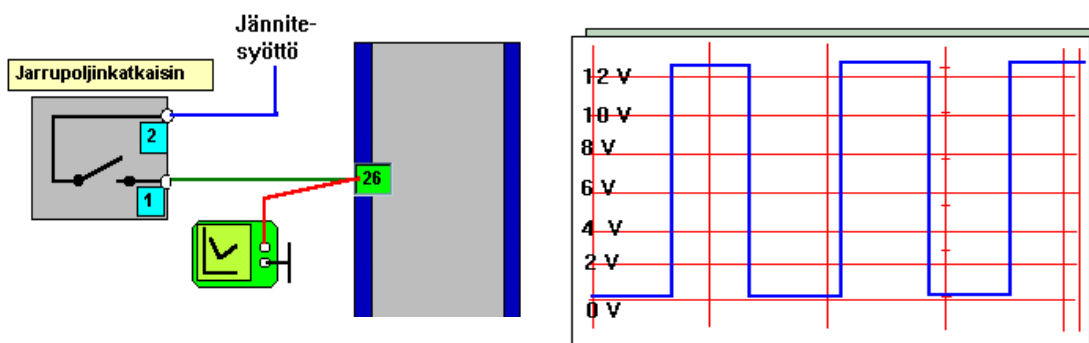 Jännite-
syöttö
Jarrupoljinkatkaisin
2
1
26
12 V
10 V
8 V
6 V
4 V
2 V
0 V